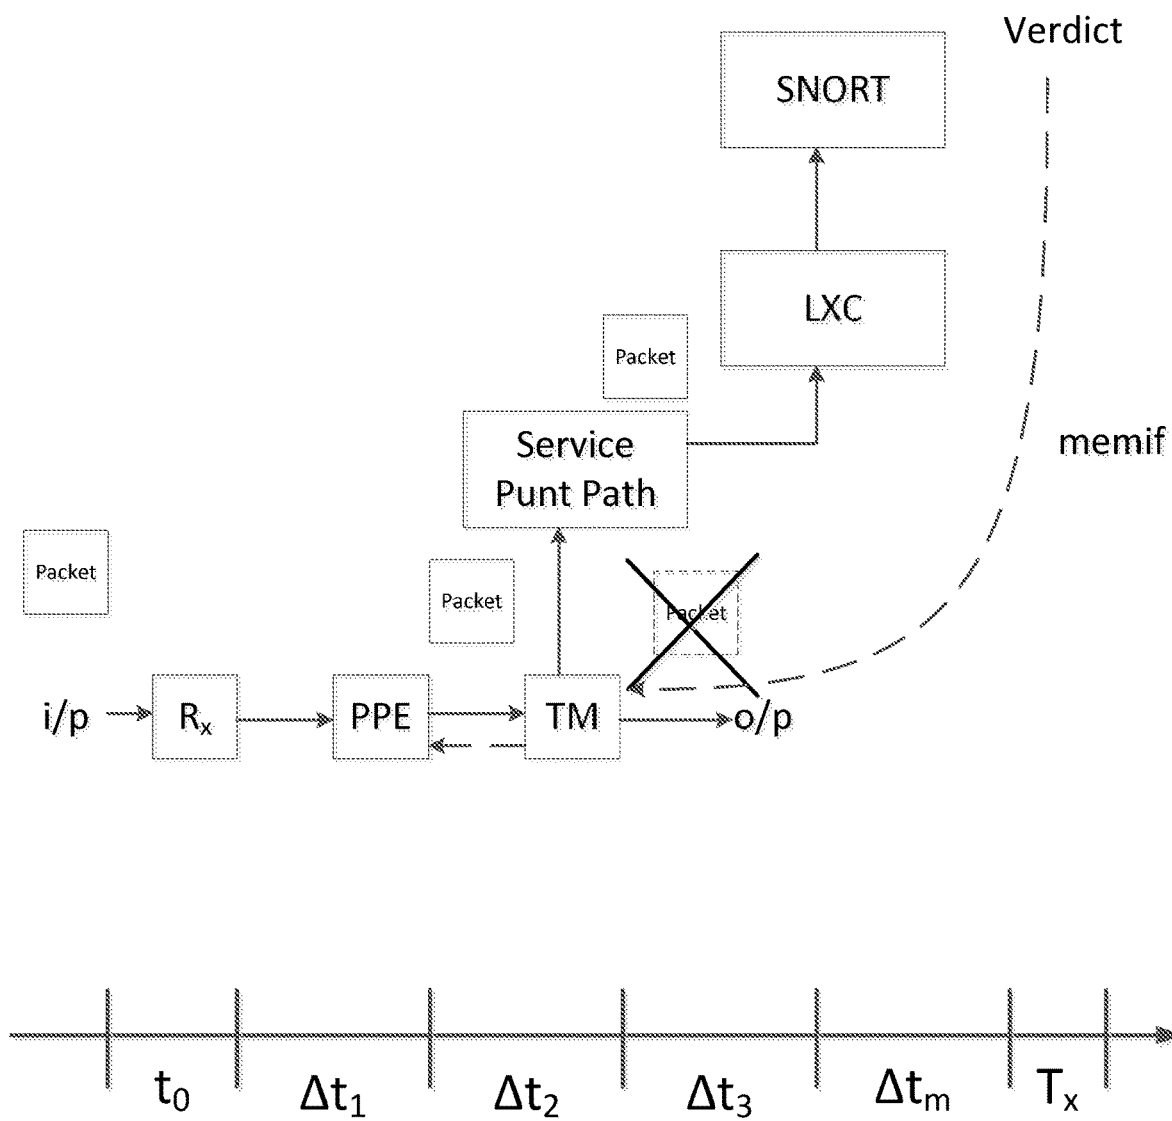 Verdict
SNORT
LXC
Packet
memif
Service
Punt Path
Packet
Packet
Packet
i/p
Rₓ
PPE
TM
o/p
t₀
Δt₁
Δt₂
Δt₃
Δtₘ
Tₓ